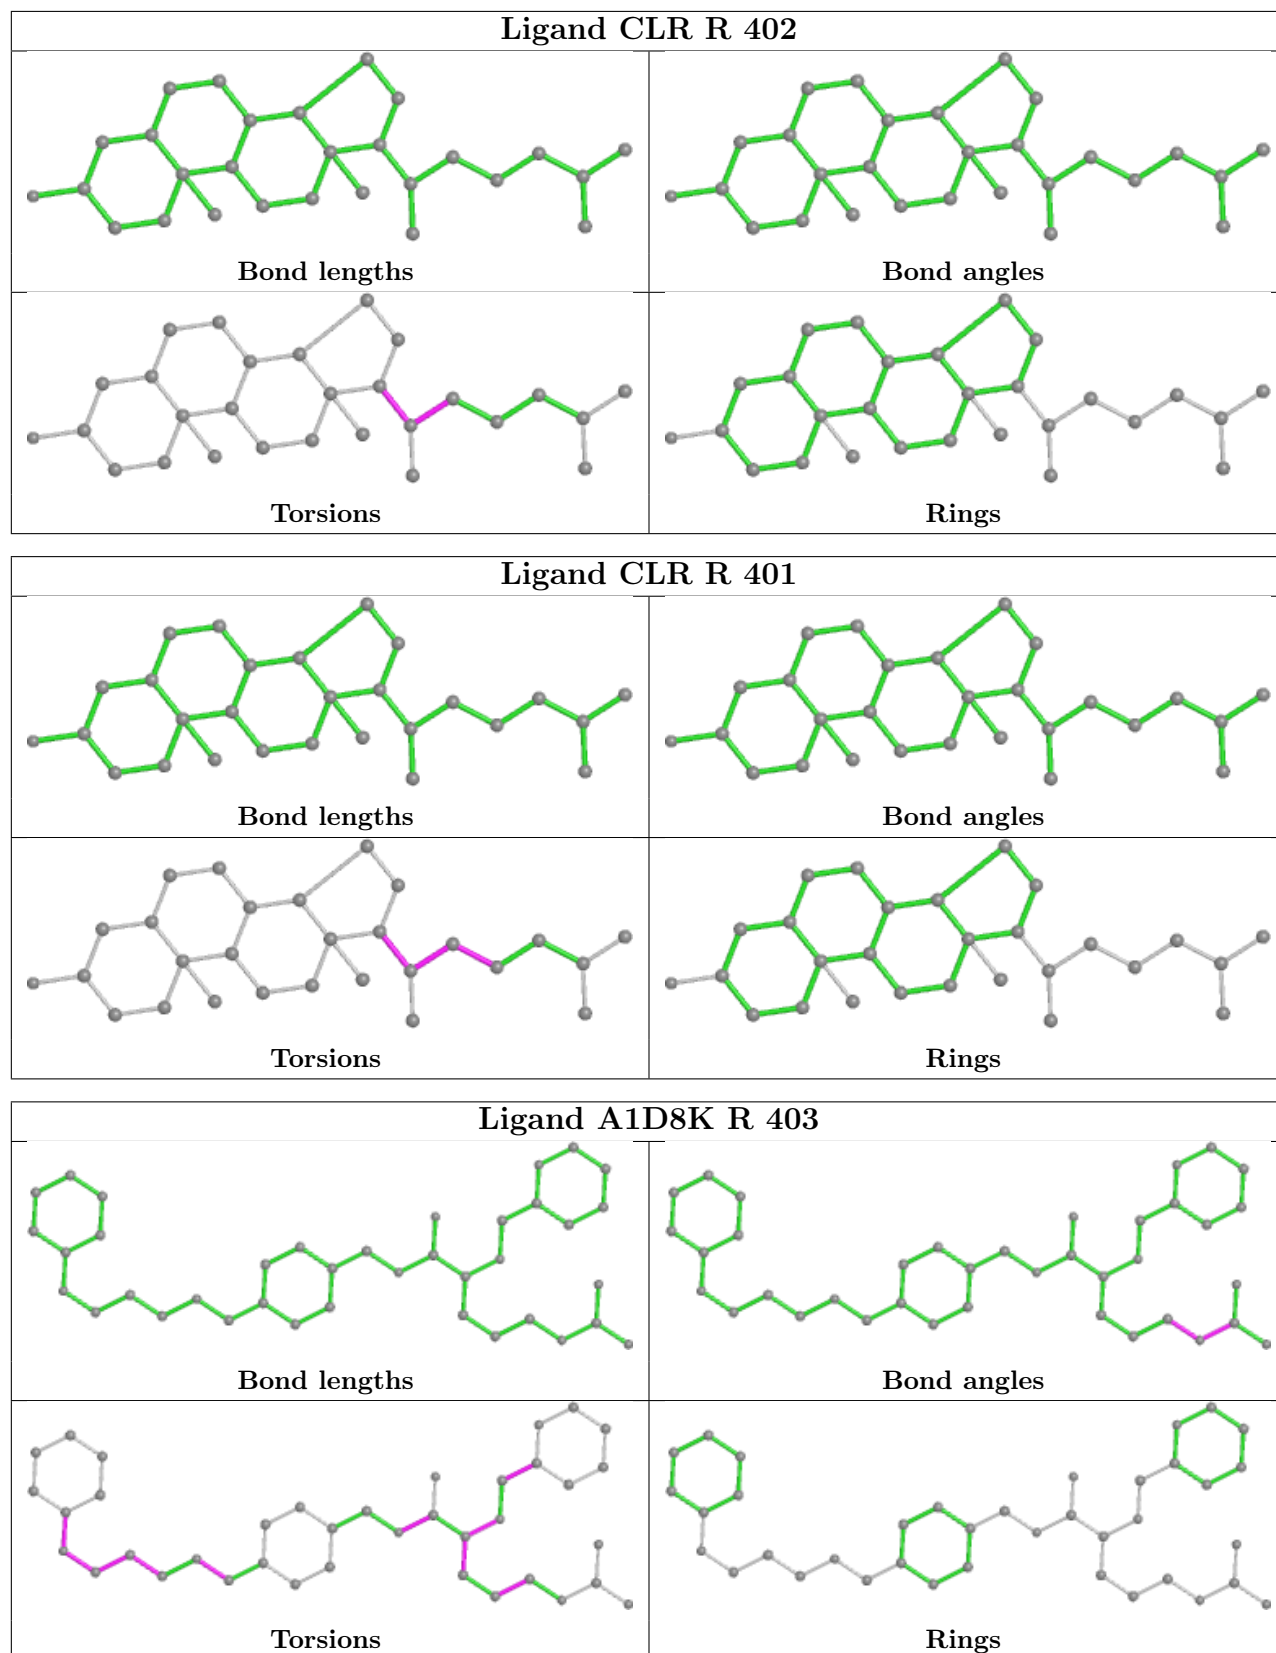 Ligand CLR R 402
Bond lengths
Bond angles
Torsions
Rings
Ligand CLR R 401
Bond lengths
Bond angles
Torsions
Rings
Ligand A1D8K R 403
Bond lengths
Bond angles
Torsions
Rings